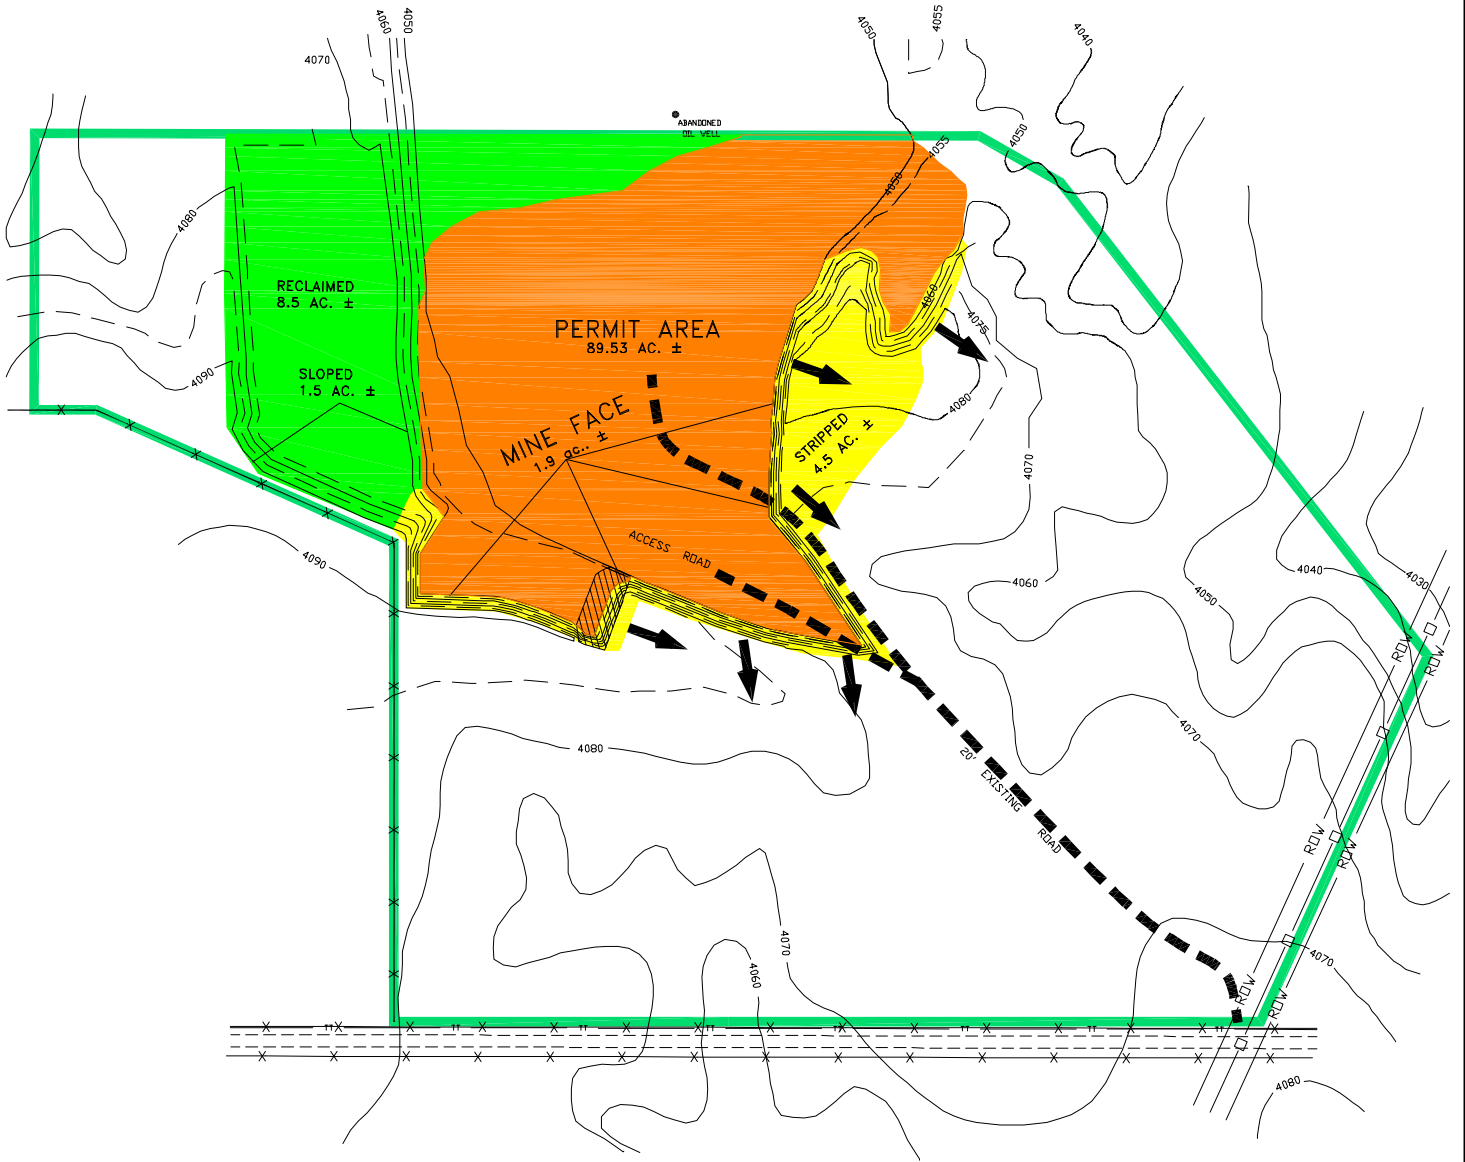 4060
4050
4070
4050
4055
4040
ABANDONED
OIL WELL
4050
4055
4050
4080
RECLAIMED
8.5 AC. ±
4060
4075
PERMIT AREA
89.53 AC. ±
4090
SLOPED
1.5 AC. ±
4080
MINE FACE
1.9 ac.. ±
STRIPPED
4.5 AC. ±
4070
ACCESS ROAD
4090
4060
4040
4030
4050
ROW
ROW
4080
4070
20' EXISTING ROAD
ROW
ROW
4070
4060
4070
ROW
ROW
4080